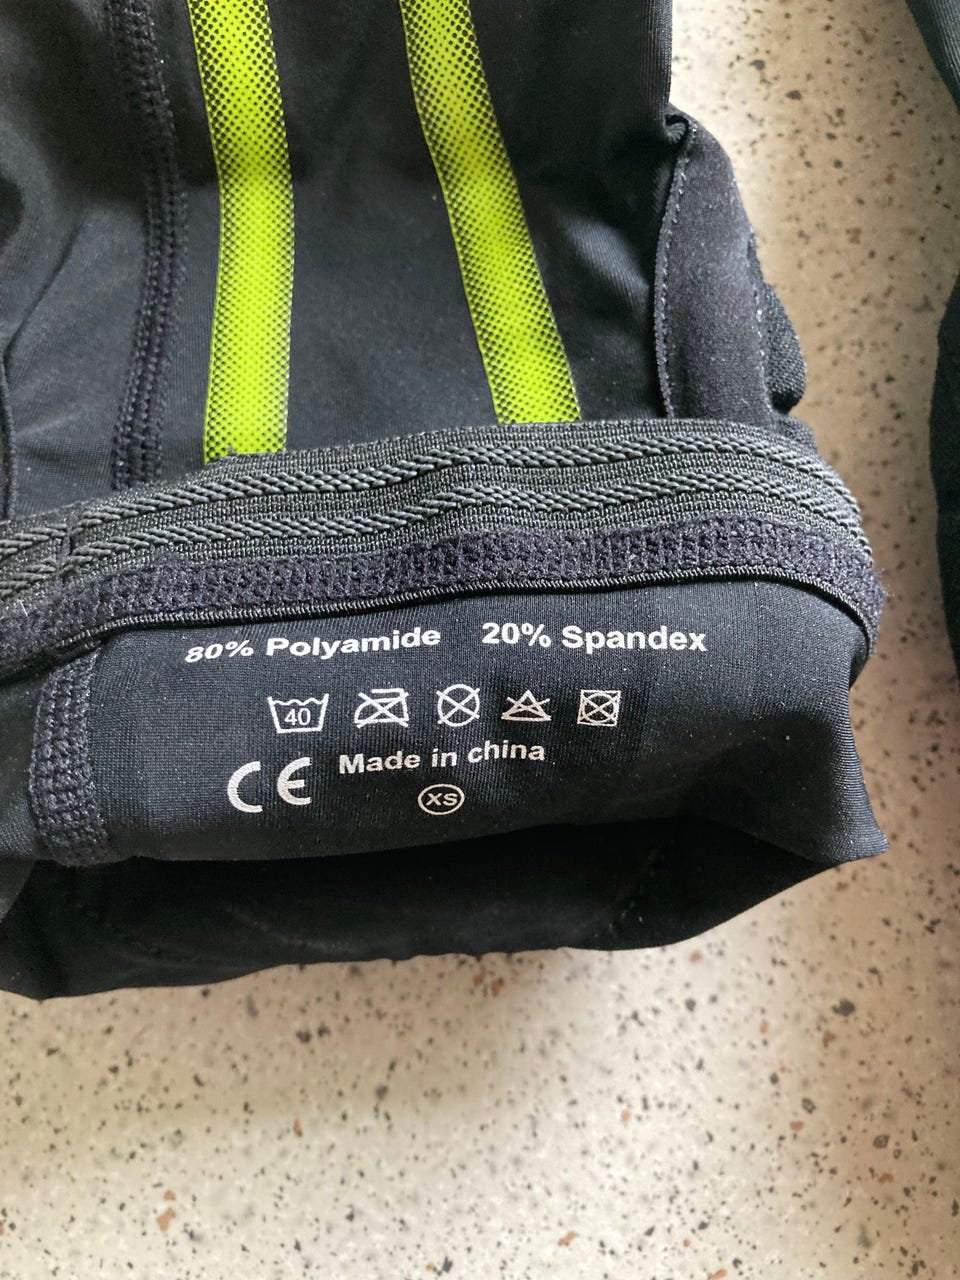 80% Polyamide 20% Spandex
40
CE Made in china
XS